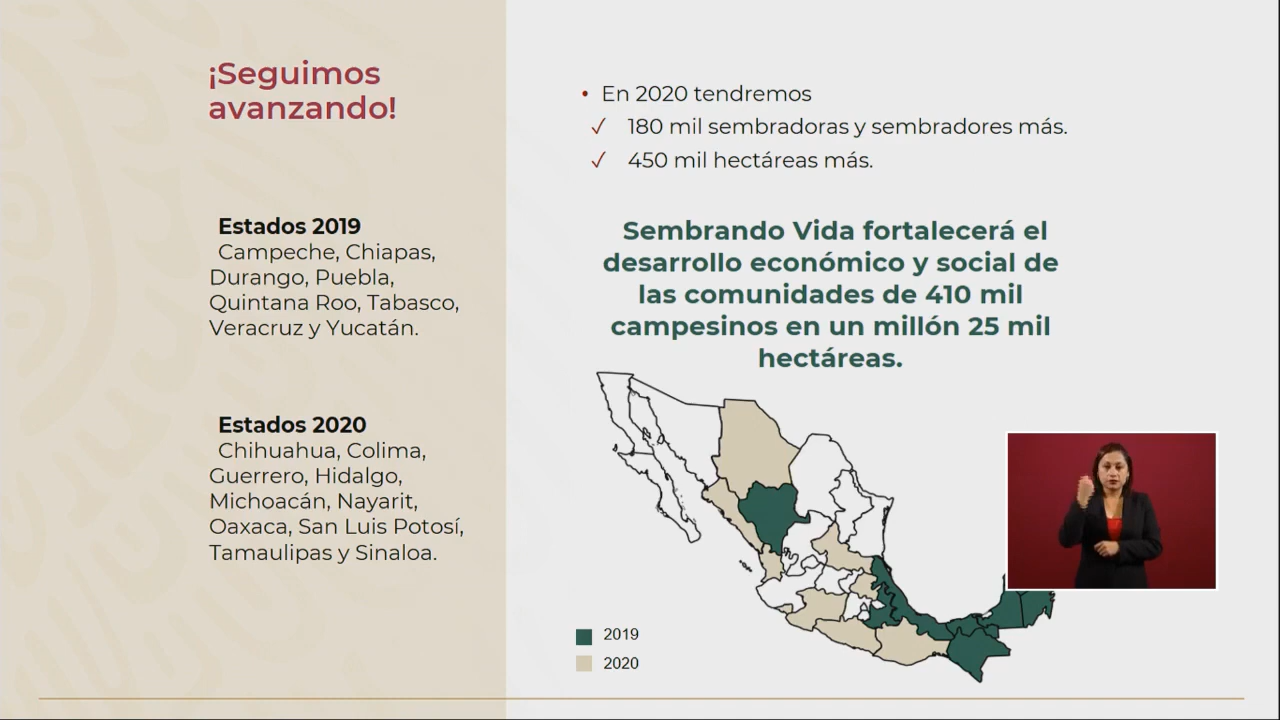 ¡Seguimos
avanzando!
Estados 2019
Campeche, Chiapas,
Durango, Puebla,
Quintana Roo, Tabasco,
Veracruz y Yucatán.
Estados 2020
Chihuahua, Colima,
Guerrero, Hidalgo,
Michoacán, Nayarit,
Oaxaca, San Luis Potosí,
Tamaulipas y Sinaloa.
• En 2020 tendremos
✓ 180 mil sembradoras y sembradores más.
✓ 450 mil hectáreas más.
Sembrando Vida fortalecerá el
desarrollo económico y social de
las comunidades de 410 mil
campesinos en un millón 25 mil
hectáreas.
2019
2020